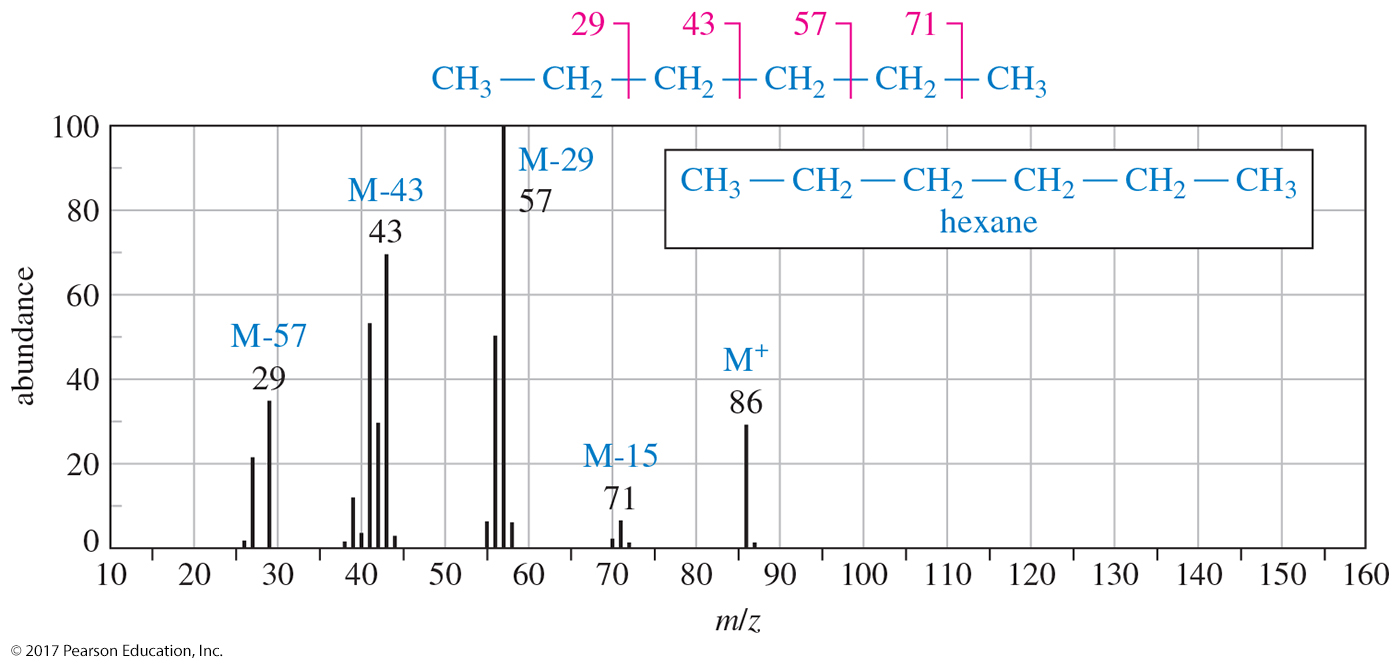 29 43 57 71
CH₃ — CH₂ — CH₂ — CH₂ — CH₂ — CH₃
100
80
60
40
20
0
abundance
M-57
29
M-43
43
M-29
57
M-15
71
M⁺
86
CH₃ — CH₂ — CH₂ — CH₂ — CH₂ — CH₃
hexane
10 20 30 40 50 60 70 80 90 100 110 120 130 140 150 160
m/z
© 2017 Pearson Education, Inc.